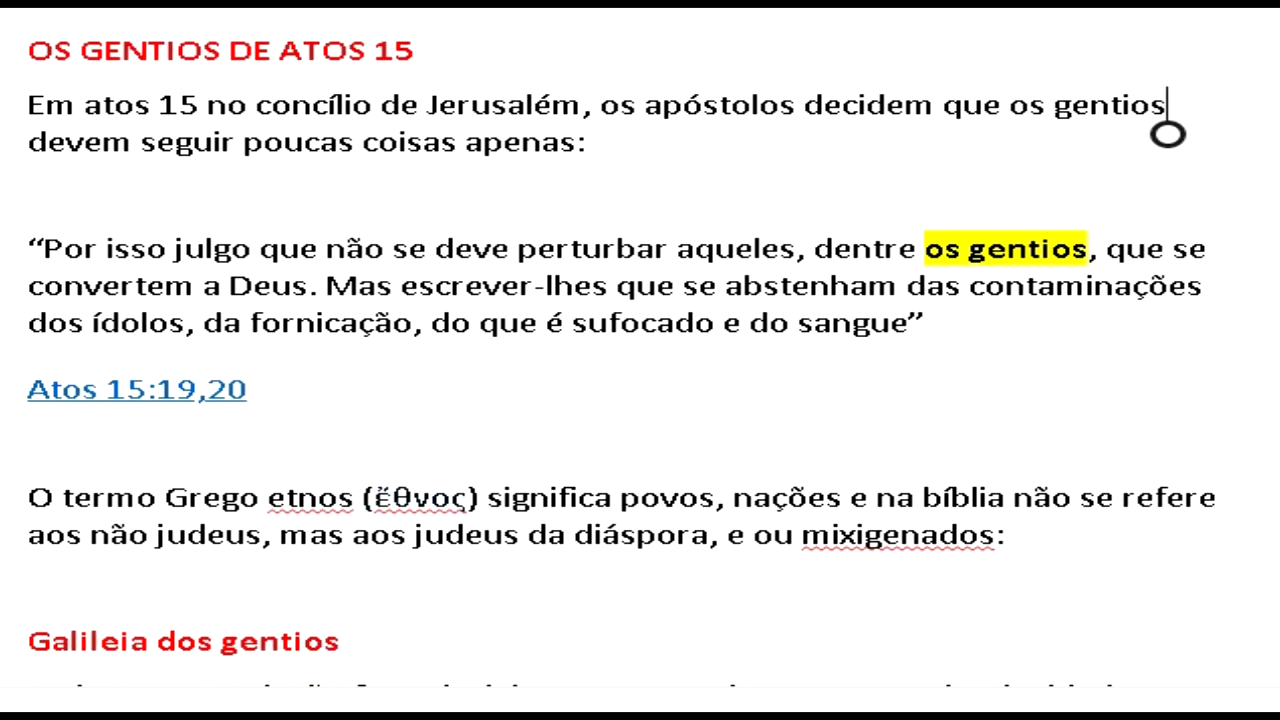 OS GENTIOS DE ATOS 15
Em atos 15 no concílio de Jerusalém, os apóstolos decidem que os gentios
devem seguir poucas coisas apenas:
“Por isso julgo que não se deve perturbar aqueles, dentre os gentios, que se
convertem a Deus. Mas escrever-lhes que se abstenham das contaminações
dos ídolos, da fornicação, do que é sufocado e do sangue”
Atos 15:19,20
O termo Grego etnos (ἔθνος) significa povos, nações e na bíblia não se refere
aos não judeus, mas aos judeus da diáspora, e ou mixigenados:
Galileia dos gentios